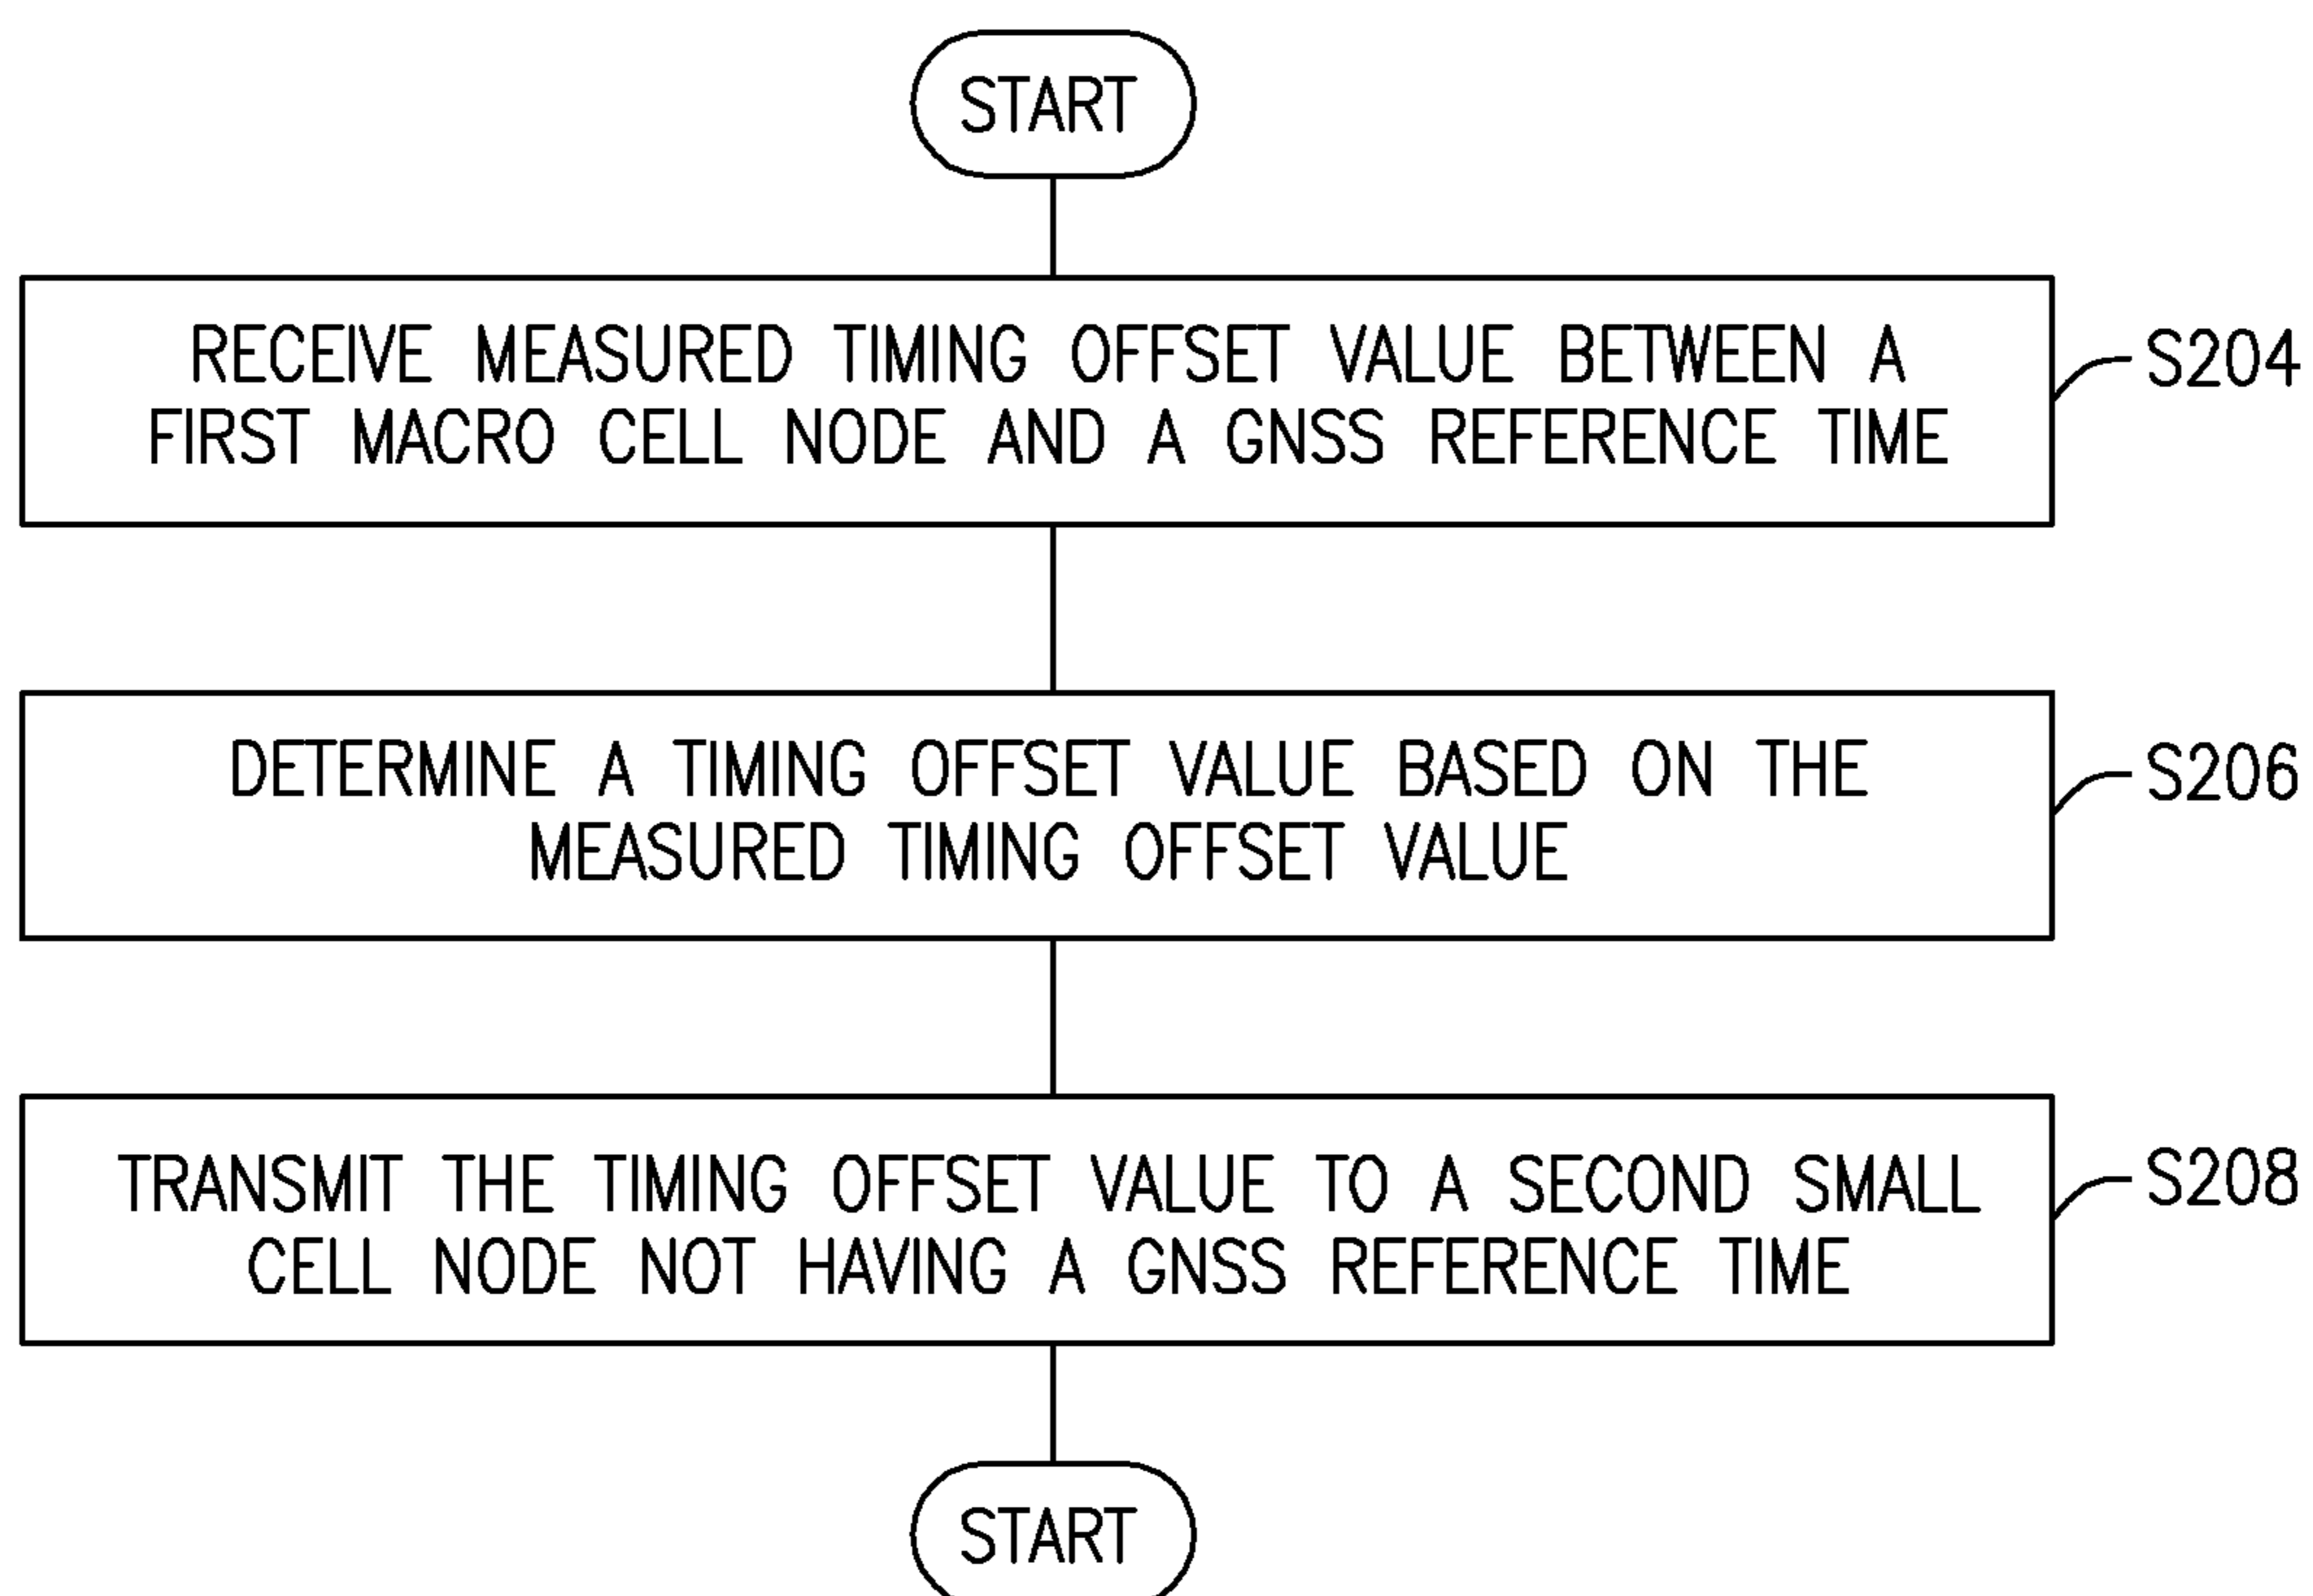 START
RECEIVE MEASURED TIMING OFFSET VALUE BETWEEN A
FIRST MACRO CELL NODE AND A GNSS REFERENCE TIME
S204
DETERMINE A TIMING OFFSET VALUE BASED ON THE
MEASURED TIMING OFFSET VALUE
S206
TRANSMIT THE TIMING OFFSET VALUE TO A SECOND SMALL
CELL NODE NOT HAVING A GNSS REFERENCE TIME
S208
START